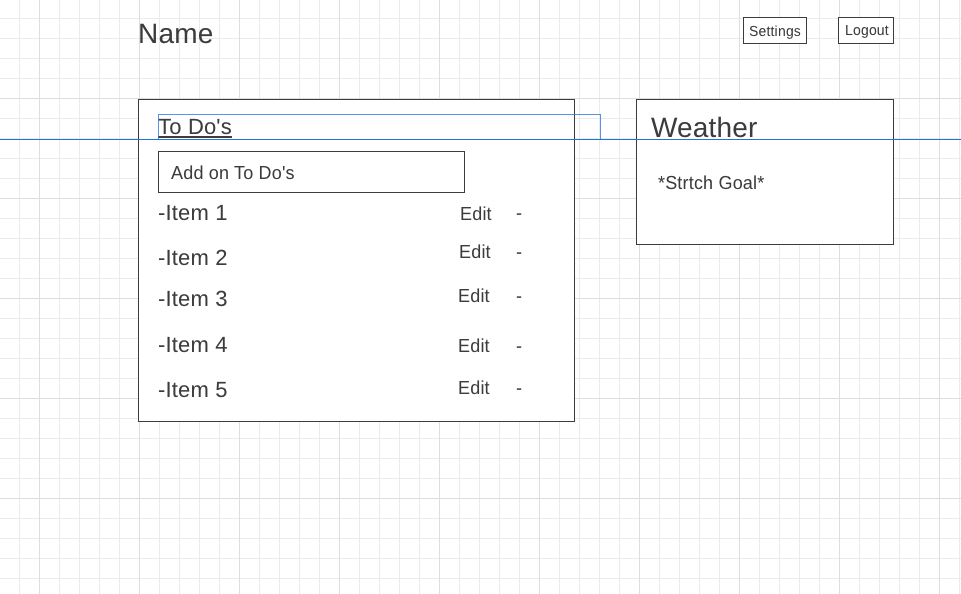 Name
Settings
Logout
To Do's
Add on To Do's
-Item 1 Edit -
-Item 2 Edit -
-Item 3 Edit -
-Item 4 Edit -
-Item 5 Edit -
Weather
*Strtch Goal*